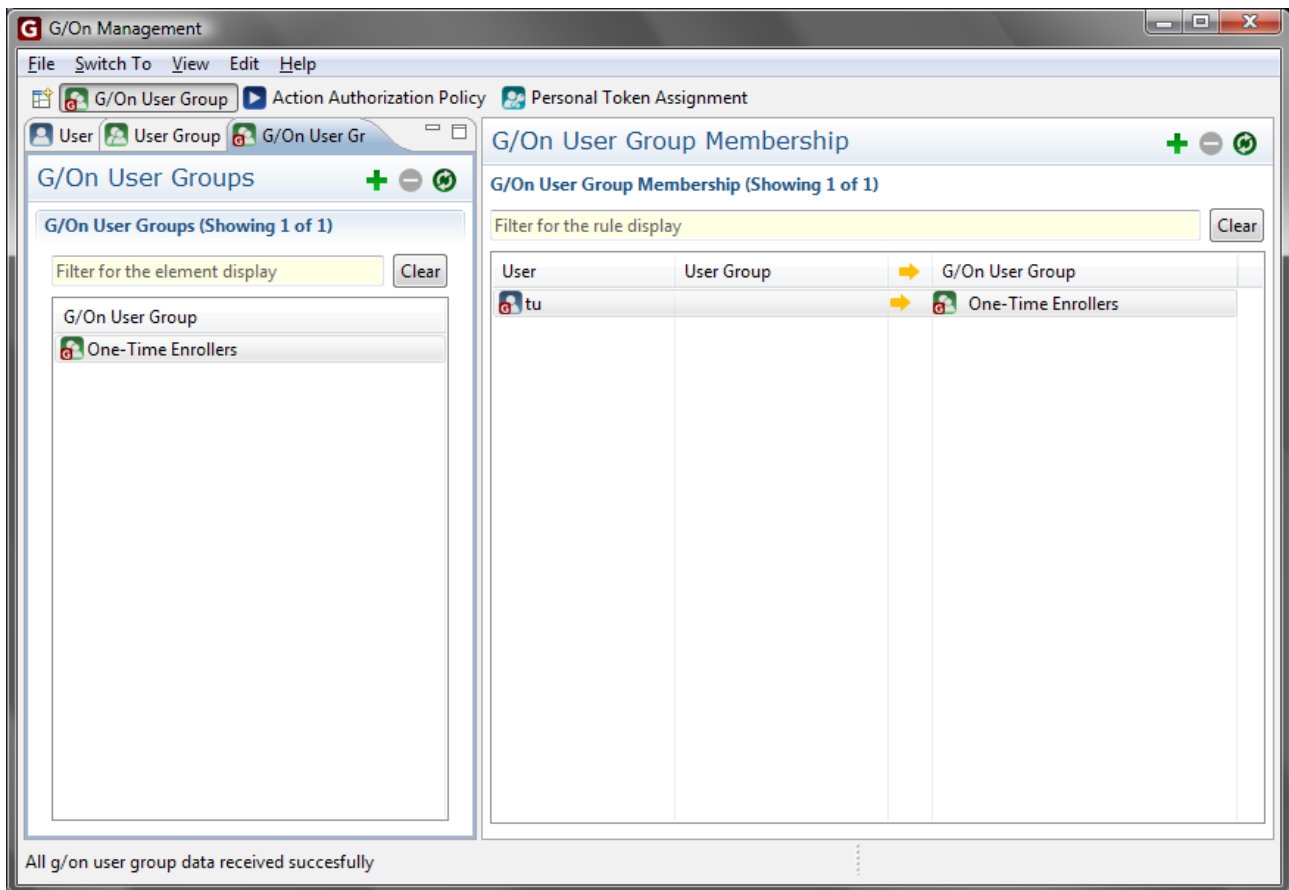 G/On Management
File Switch To View Edit Help
G/On User Group Action Authorization Policy Personal Token Assignment
User User Group G/On User Gr
G/On User Groups
G/On User Groups (Showing 1 of 1)
Filter for the element display Clear
G/On User Group
One-Time Enrollers
G/On User Group Membership
G/On User Group Membership (Showing 1 of 1)
Filter for the rule display Clear
User User Group G/On User Group
tu One-Time Enrollers
All g/on user group data received succesfully